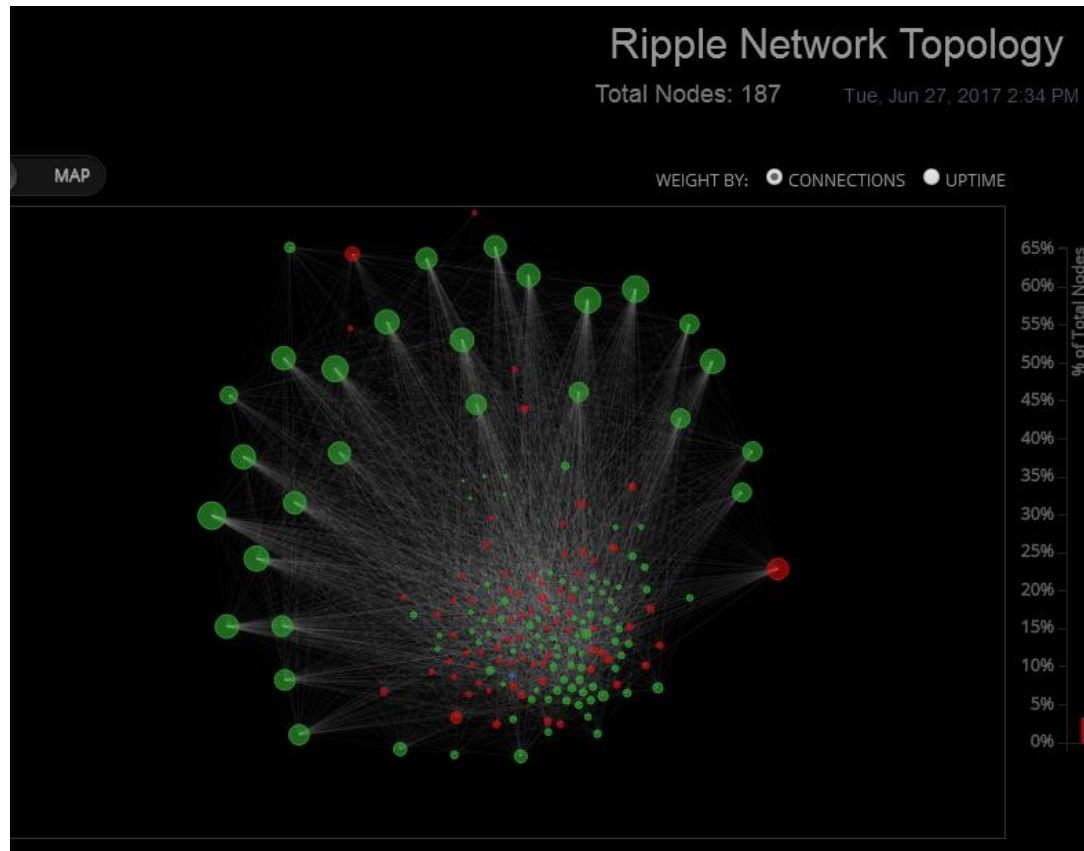 Ripple Network Topology
Total Nodes: 187 Tue, Jun 27, 2017 2:34 PM
MAP
WEIGHT BY: CONNECTIONS UPTIME
65%
60%
55%
50%
45%
40%
35%
30%
25%
20%
15%
10%
5%
0%
% of Total Nodes